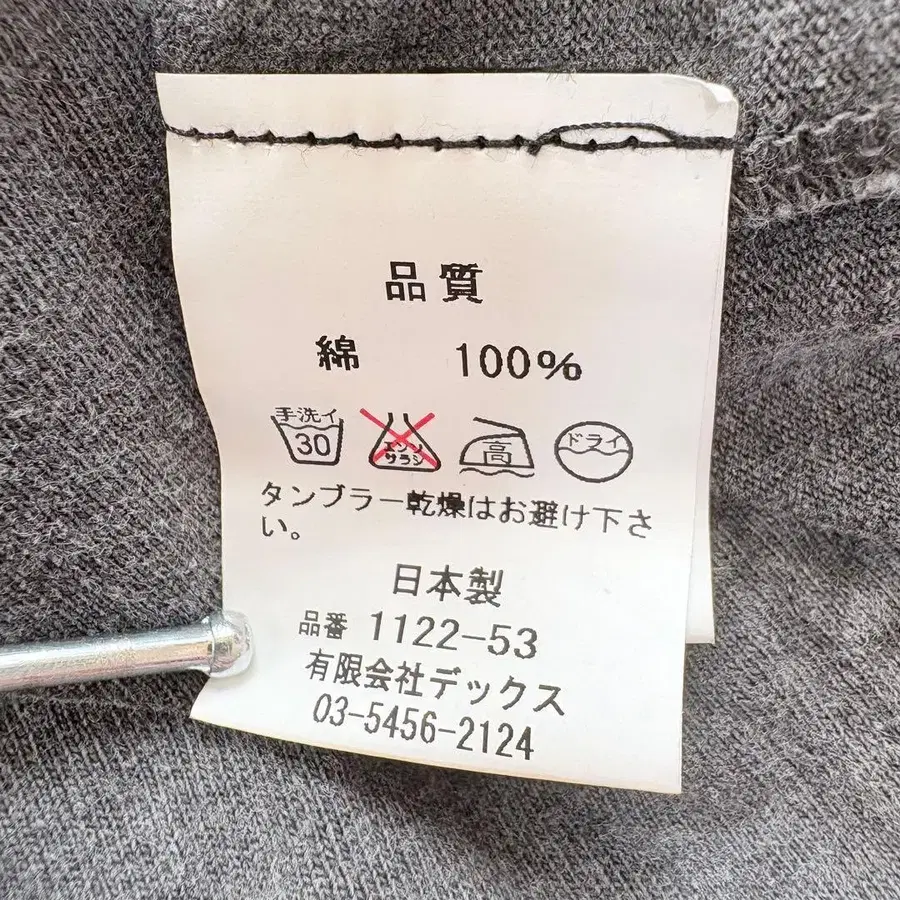 品質
綿 100%
手洗イ 30 エンソサラシ 高 ドライ
タンブラー乾燥はお避け下さ
い。
日本製
品番 1122-53
有限会社デックス
03-5456-2124